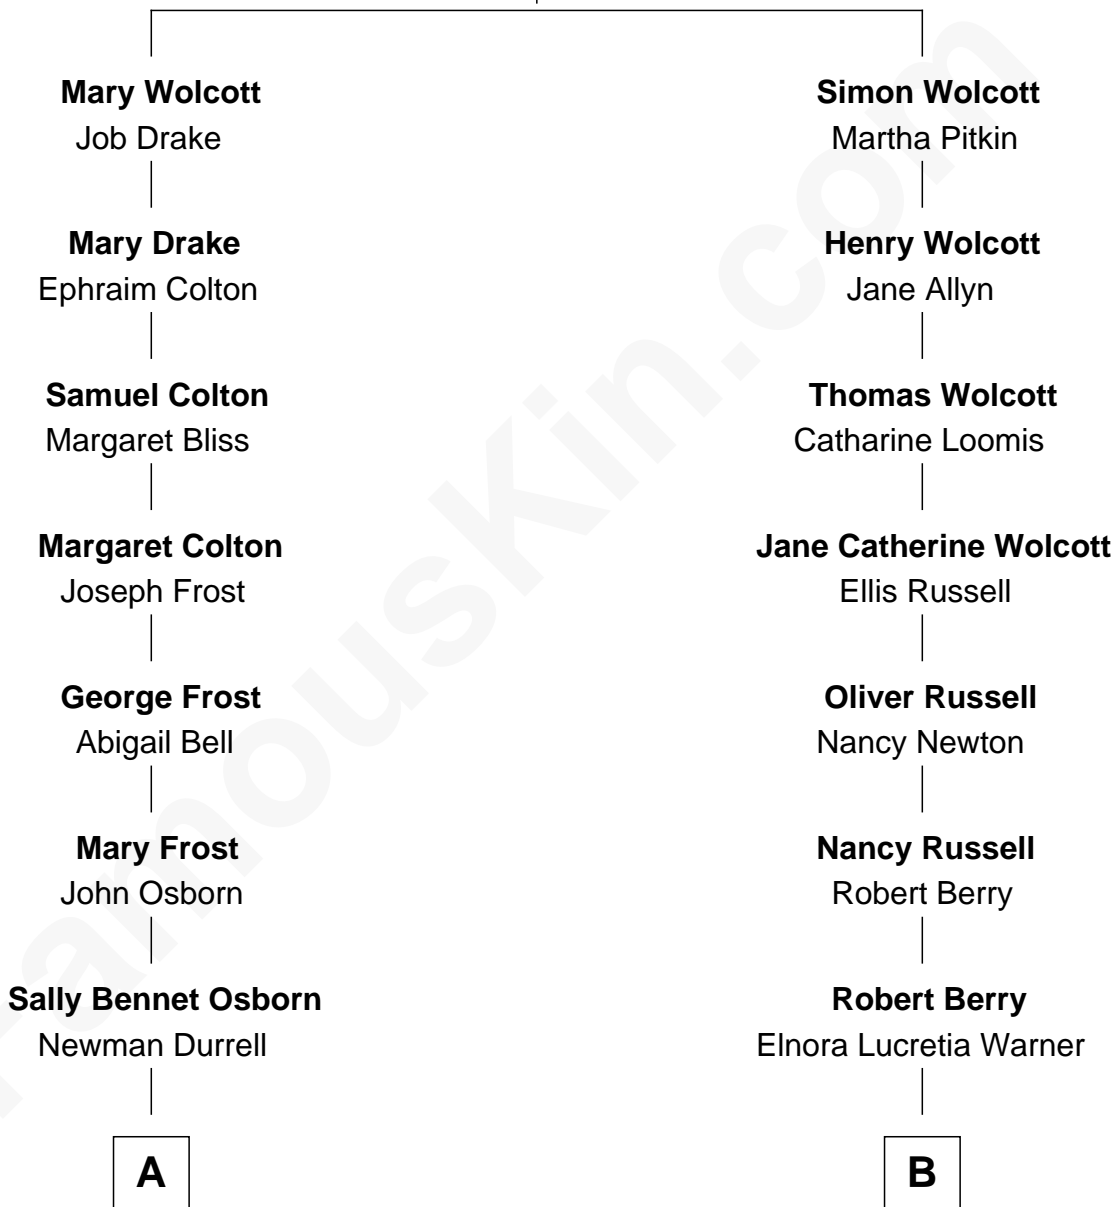 Mary Wolcott
Job Drake
Mary Drake
Ephraim Colton
Samuel Colton
Margaret Bliss
Margaret Colton
Joseph Frost
George Frost
Abigail Bell
Mary Frost
John Osborn
Sally Bennet Osborn
Newman Durrell
A
Simon Wolcott
Martha Pitkin
Henry Wolcott
Jane Allyn
Thomas Wolcott
Catharine Loomis
Jane Catherine Wolcott
Ellis Russell
Oliver Russell
Nancy Newton
Nancy Russell
Robert Berry
Robert Berry
Elnora Lucretia Warner
B
FamousKin.com